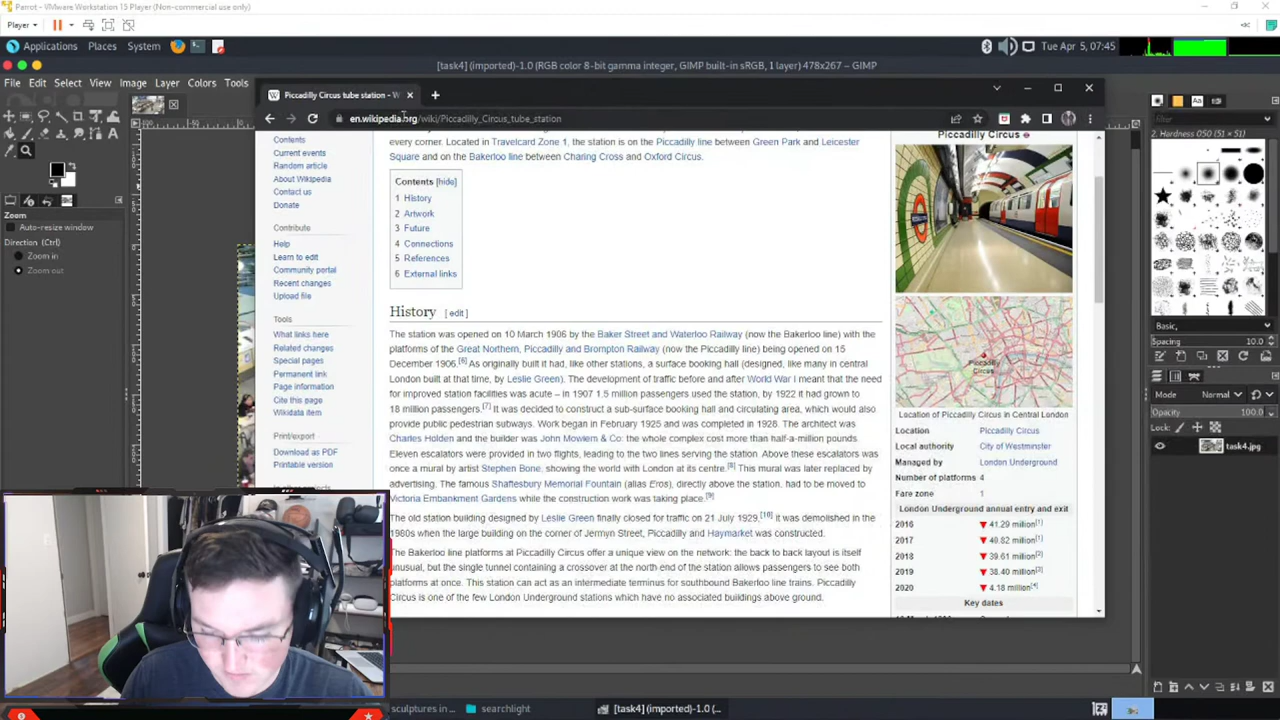 Parrot - VMware Workstation 15 Player (Non-commercial use only)
Player
Applications Places System
Tue Apr 5, 07:45
[task4] (imported)-1.0 (RGB color 8-bit gamma integer, GIMP built-in sRGB, 1 layer) 478x267 – GIMP
File Edit Select View Image Layer Colors Tools
Piccadilly Circus tube station - W
en.wikipedia.org/wiki/Piccadilly_Circus_tube_station
Zoom
Auto-resize window
Direction (Ctrl)
Zoom in
Zoom out
Contents
Current events
Random article
About Wikipedia
Contact us
Donate
Contribute
Help
Learn to edit
Community portal
Recent changes
Upload file
Tools
What links here
Related changes
Special pages
Permanent link
Page information
Cite this page
Wikidata item
Print/export
Download as PDF
Printable version
every corner. Located in Travelcard Zone 1, the station is on the Piccadilly line between Green Park and Leicester
Square and on the Bakerloo line between Charing Cross and Oxford Circus.
Contents [hide]
1 History
2 Artwork
3 Future
4 Connections
5 References
6 External links
History [ edit ]
The station was opened on 10 March 1906 by the Baker Street and Waterloo Railway (now the Bakerloo line) with the
platforms of the Great Northern, Piccadilly and Brompton Railway (now the Piccadilly line) being opened on 15
December 1906.[6] As originally built it had, like other stations, a surface booking hall (designed, like many in central
London built at that time, by Leslie Green). The development of traffic before and after World War I meant that the need
for improved station facilities was acute – in 1907 1.5 million passengers used the station, by 1922 it had grown to
18 million passengers.[7] It was decided to construct a sub-surface booking hall and circulating area, which would also
provide public pedestrian subways. Work began in February 1925 and was completed in 1928. The architect was
Charles Holden and the builder was John Mowlem & Co: the whole complex cost more than half-a-million pounds.
Eleven escalators were provided in two flights, leading to the two lines serving the station. Above these escalators was
once a mural by artist Stephen Bone, showing the world with London at its centre.[8] This mural was later replaced by
advertising. The famous Shaftesbury Memorial Fountain (alias Eros), directly above the station, had to be moved to
Victoria Embankment Gardens while the construction work was taking place.[9]
The old station building designed by Leslie Green finally closed for traffic on 21 July 1929.[10] It was demolished in the
1980s when the large building on the corner of Jermyn Street, Piccadilly and Haymarket was constructed.
The Bakerloo line platforms at Piccadilly Circus offer a unique view on the network: the back to back layout is itself
unusual, but the single tunnel containing a crossover at the north end of the station allows passengers to see both
platforms at once. This station can act as an intermediate terminus for southbound Bakerloo line trains. Piccadilly
Circus is one of the few London Underground stations which have no associated buildings above ground.
Piccadilly Circus
Piccadilly
Circus
Location of Piccadilly Circus in Central London
Location Piccadilly Circus
Local authority City of Westminster
Managed by London Underground
Number of platforms 4
Fare zone 1
London Underground annual entry and exit
2016 41.29 million[1]
2017 40.82 million[1]
2018 39.61 million[2]
2019 38.40 million[3]
2020 4.18 million[4]
Key dates
Filter
2. Hardness 050 (51 × 51)
Basic,
Spacing 10.0
Mode Normal
Opacity 100.0
Lock:
task4.jpg
sculptures in ...
searchlight
[task4] (imported)-1.0 (...